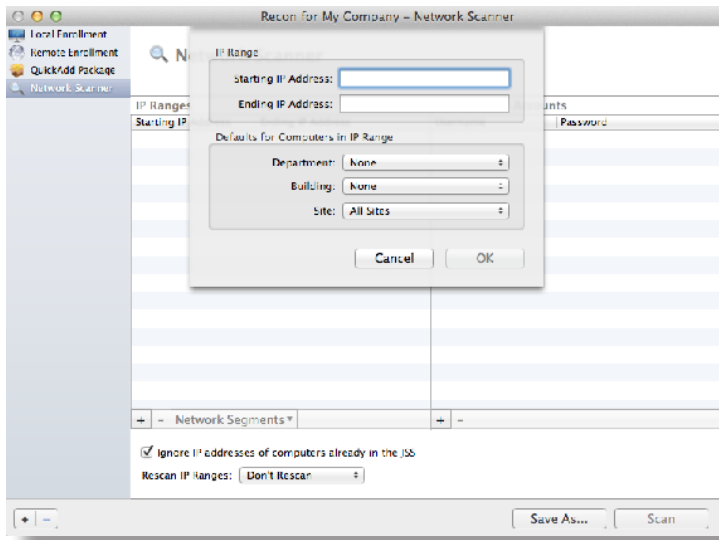 Recon for My Company – Network Scanner
Local Enrollment
Remote Enrollment
QuickAdd Package
Network Scanner
IP Range
Starting IP Address:
Ending IP Address:
Defaults for Computers in IP Range
Department: None
Building: None
Site: All Sites
Cancel OK
IP Ranges
Starting IP
Password
+ – Network Segments
+ –
Ignore IP addresses of computers already in the JSS
Rescan IP Ranges: Don't Rescan
+ –
Save As... Scan